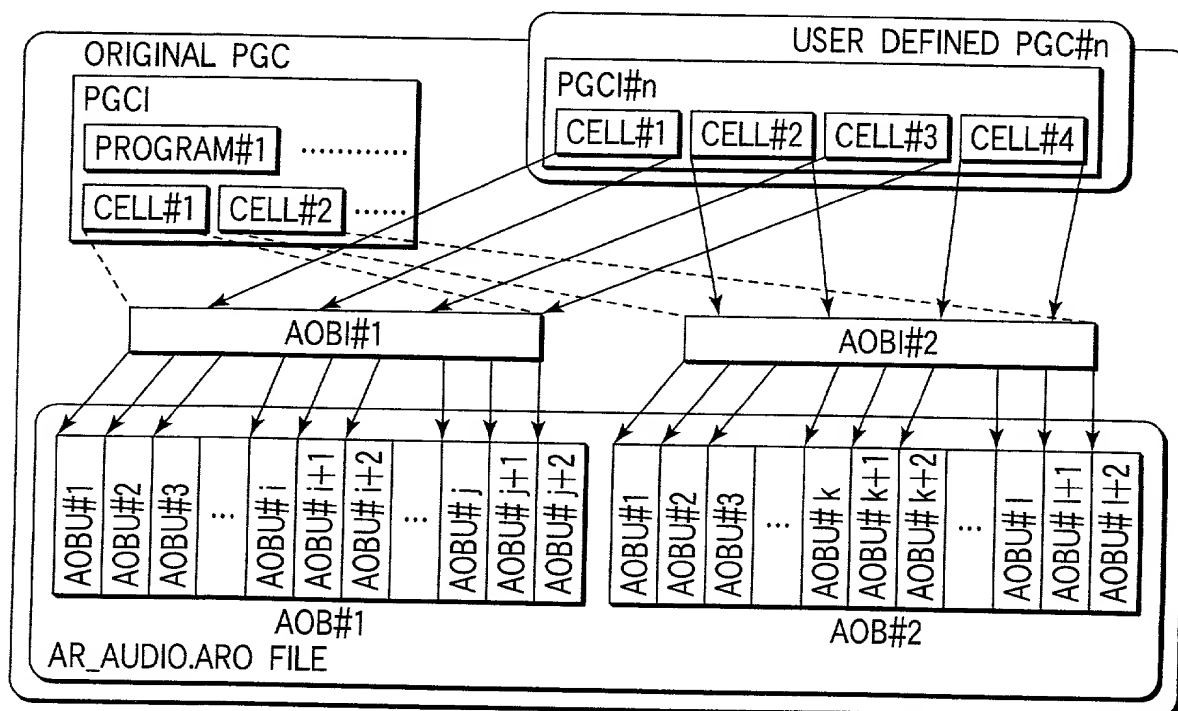 ORIGINAL PGC
PGCI
PROGRAM#1 ............
CELL#1 CELL#2 ......
USER DEFINED PGC#n
PGCI#n
CELL#1 CELL#2 CELL#3 CELL#4
AOBI#1
AOBI#2
AOBU#1
AOBU#2
AOBU#3
...
AOBU# i
AOBU# i+1
AOBU# i+2
...
AOBU# j
AOBU# j+1
AOBU# j+2
AOB#1
AOBU#1
AOBU#2
AOBU#3
...
AOBU# k
AOBU# k+1
AOBU# k+2
...
AOBU# l
AOBU# l+1
AOBU# l+2
AOB#2
AR_AUDIO.ARO FILE